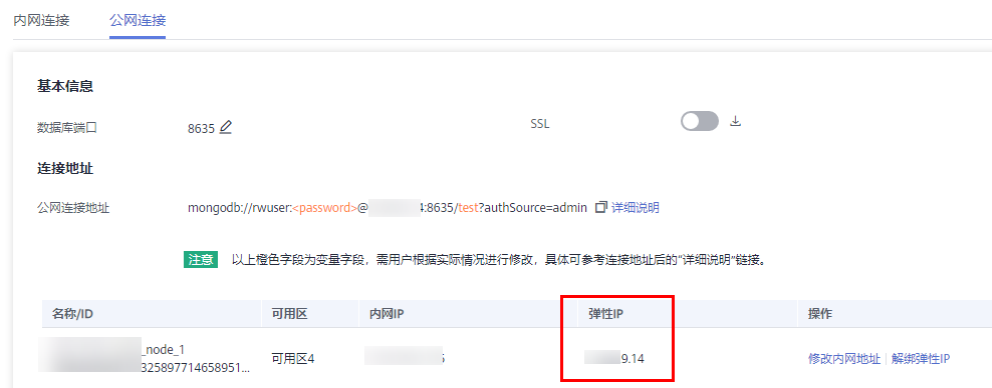 内网连接 公网连接
基本信息
数据库端口 8635 SSL
连接地址
公网连接地址 mongodb://rwuser:<password>@ 4:8635/test?authSource=admin 详细说明
注意 以上橙色字段为变量字段，需用户根据实际情况进行修改，具体可参考连接地址后的“详细说明”链接。
名称/ID 可用区 内网IP 弹性IP 操作
_node_1
325897714658951... 可用区4 9.14 修改内网地址 | 解绑弹性IP